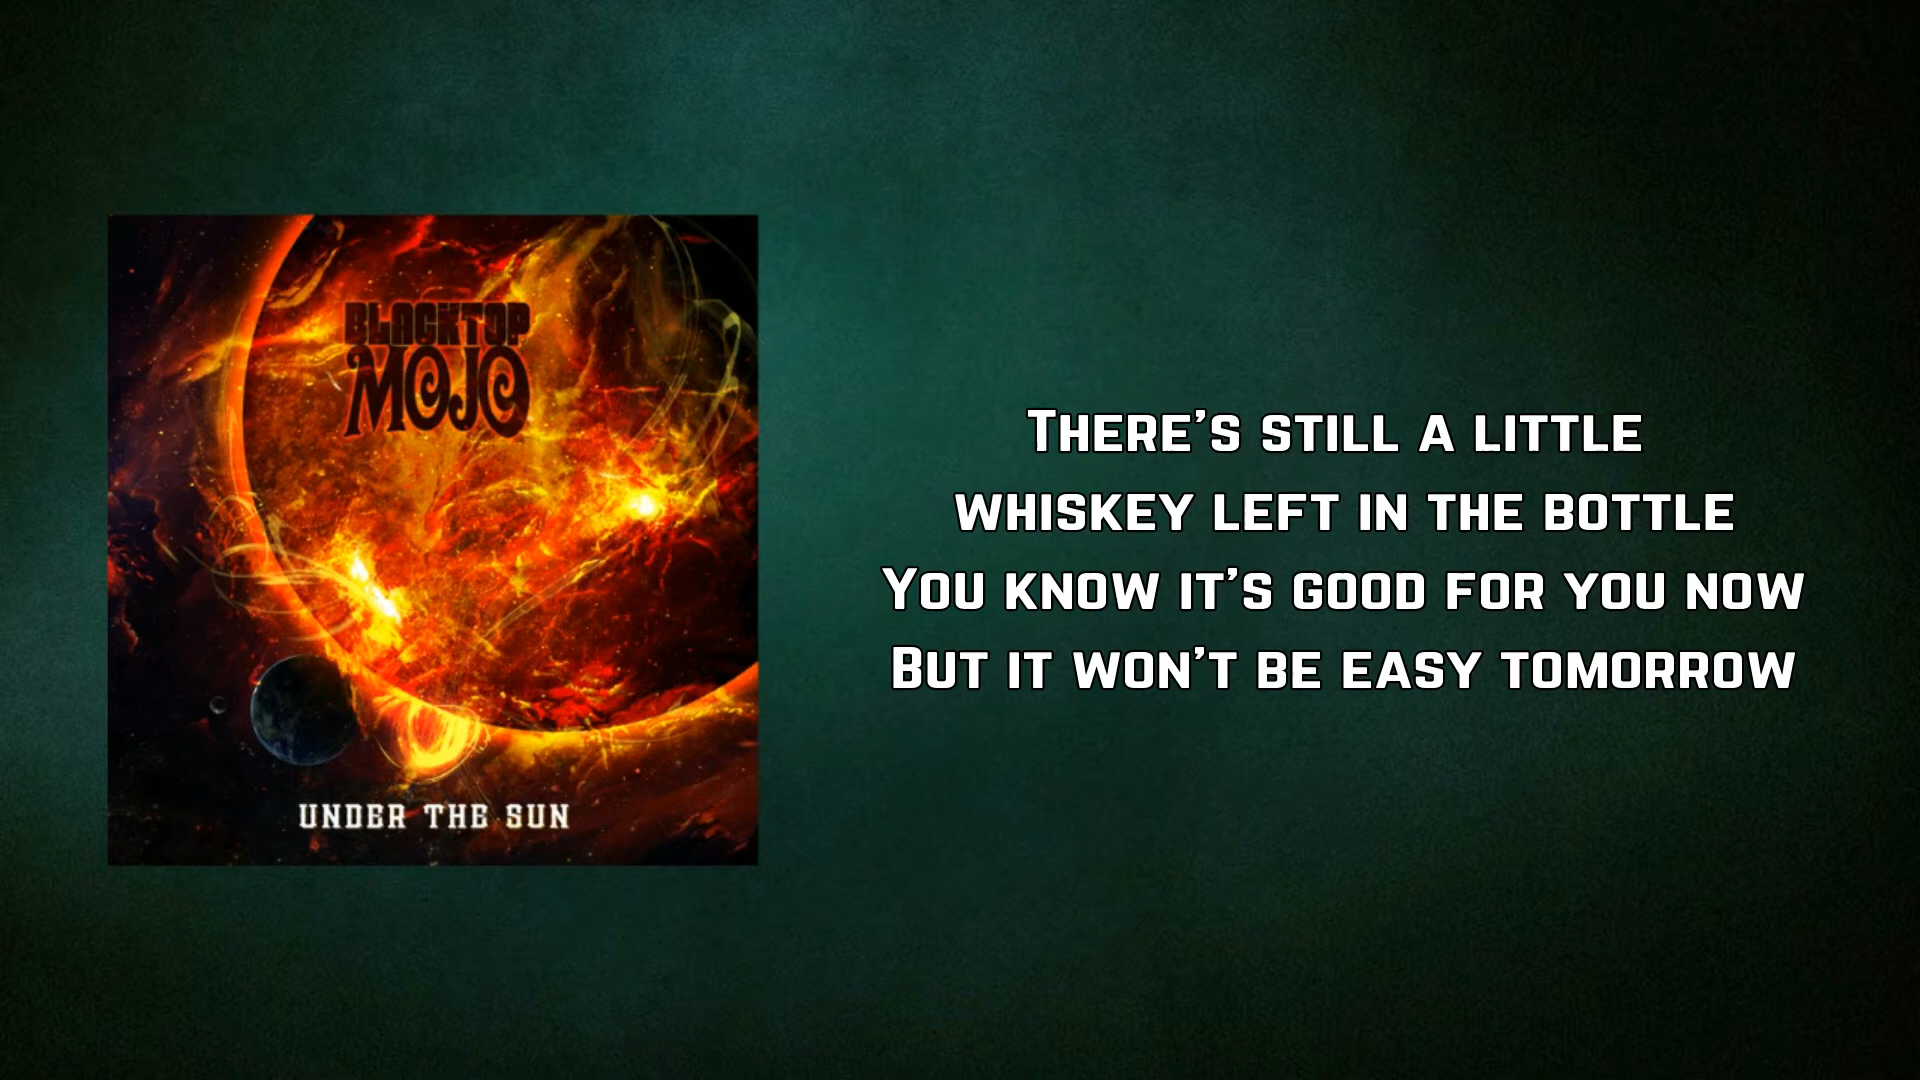 BLACKTOP
MOJO
UNDER THE SUN
There's still a little
whiskey left in the bottle
You know it's good for you now
But it won't be easy tomorrow